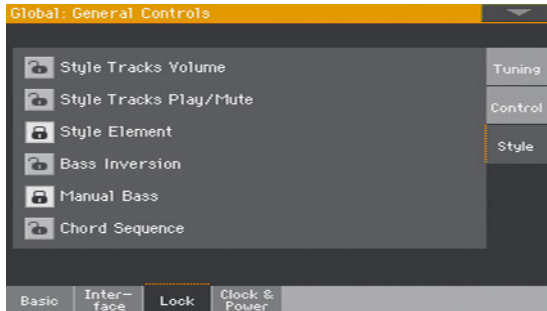 Global: General Controls
Style Tracks Volume
Style Tracks Play/Mute
Style Element
Bass Inversion
Manual Bass
Chord Sequence
Tuning
Control
Style
Basic
Inter-
face
Lock
Clock &
Power